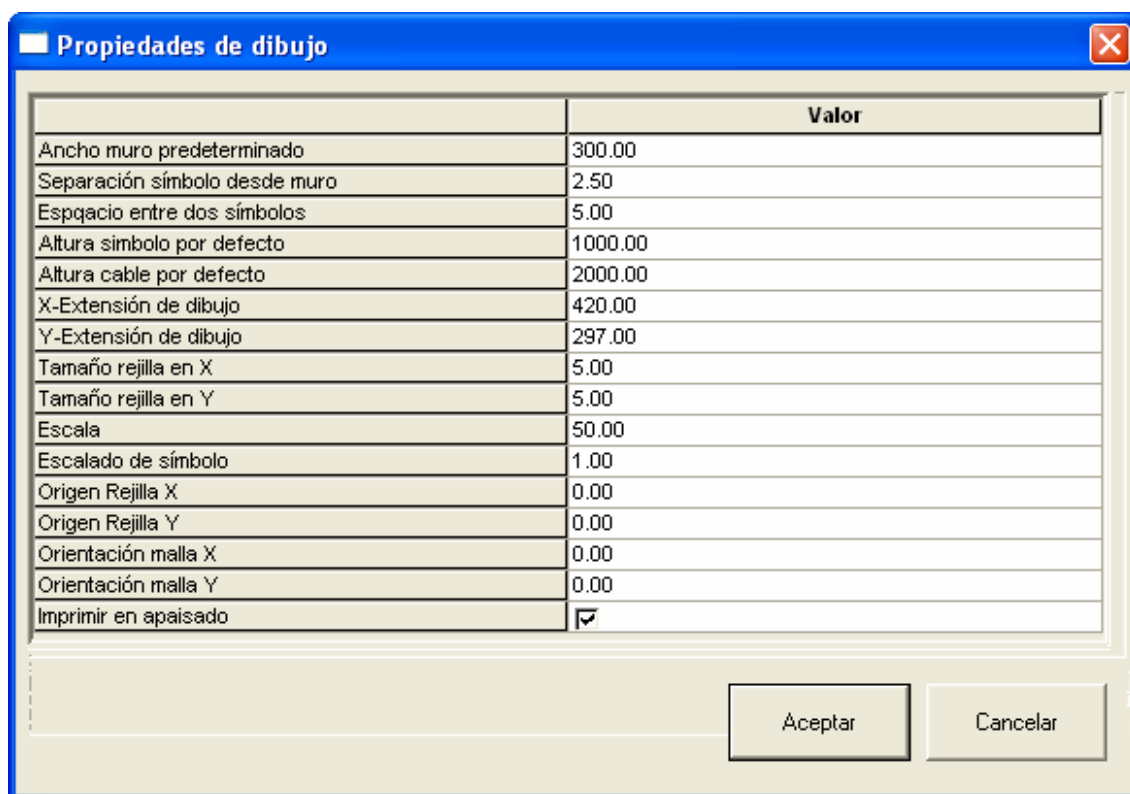 Propiedades de dibujo
Valor
Ancho muro predeterminado 300.00
Separación símbolo desde muro 2.50
Espqacio entre dos símbolos 5.00
Altura simbolo por defecto 1000.00
Altura cable por defecto 2000.00
X-Extensión de dibujo 420.00
Y-Extensión de dibujo 297.00
Tamaño rejilla en X 5.00
Tamaño rejilla en Y 5.00
Escala 50.00
Escalado de símbolo 1.00
Origen Rejilla X 0.00
Origen Rejilla Y 0.00
Orientación malla X 0.00
Orientación malla Y 0.00
Imprimir en apaisado
Aceptar Cancelar